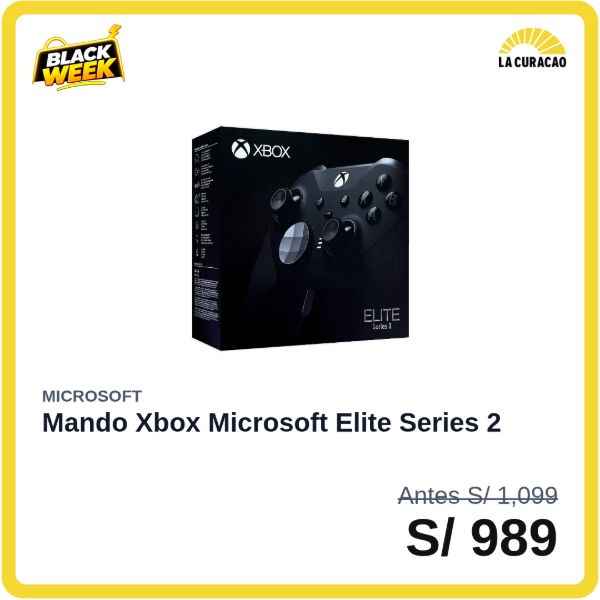 BLACK
WEEK
LA CURACAO
XBOX
ELITE
Series 2
MICROSOFT
Mando Xbox Microsoft Elite Series 2
Antes S/ 1,099
S/ 989